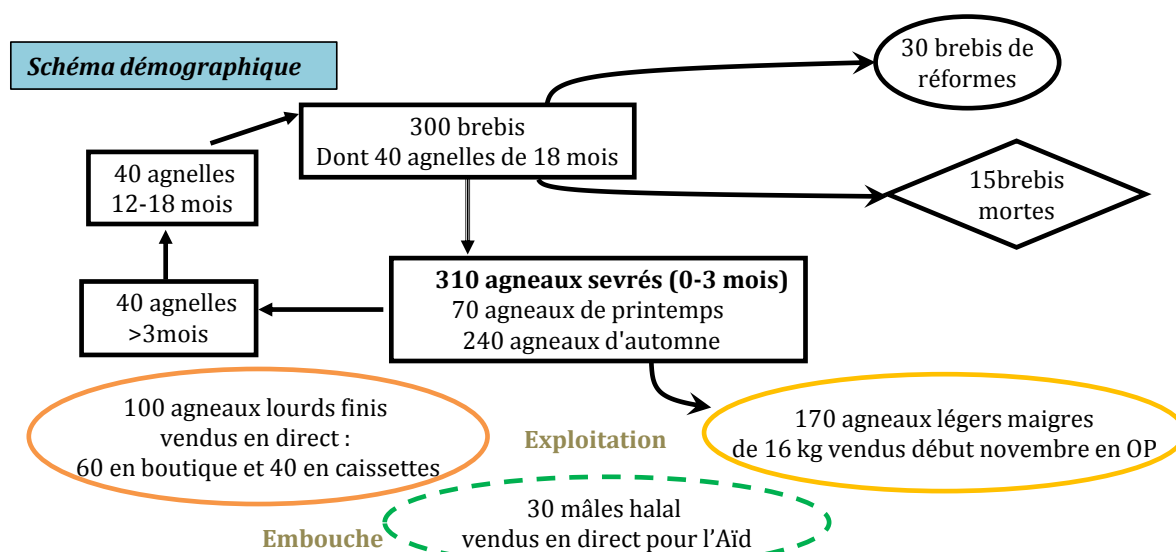 Schéma démographique
30 brebis de
réformes
300 brebis
Dont 40 agnelles de 18 mois
40 agnelles
12-18 mois
15brebis
mortes
310 agneaux sevrés (0-3 mois)
70 agneaux de printemps
240 agneaux d'automne
40 agnelles
>3mois
100 agneaux lourds finis
vendus en direct :
60 en boutique et 40 en caissettes
Exploitation
170 agneaux légers maigres
de 16 kg vendus début novembre en OP
30 mâles halal
vendus en direct pour l’Aïd
Embouche